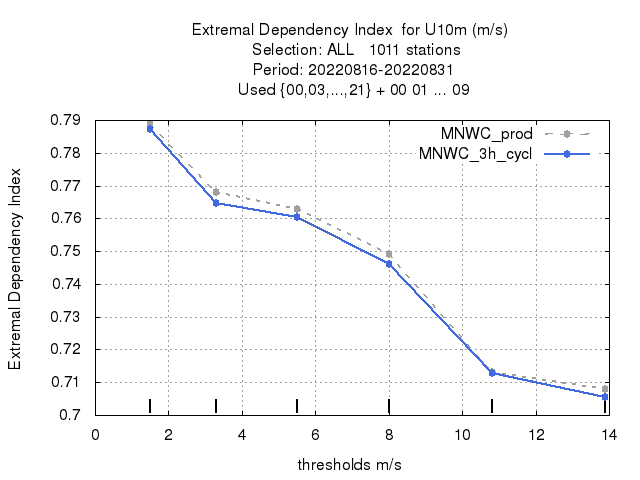 Extremal Dependency Index  for U10m (m/s)
Selection: ALL   1011 stations
Period: 20220816-20220831
Used {00,03,...,21} + 00 01 ... 09
MNWC_prod
MNWC_3h_cycl
Extremal Dependency Index
0.79
0.78
0.77
0.76
0.75
0.74
0.73
0.72
0.71
0.7
0 2 4 6 8 10 12 14
thresholds m/s